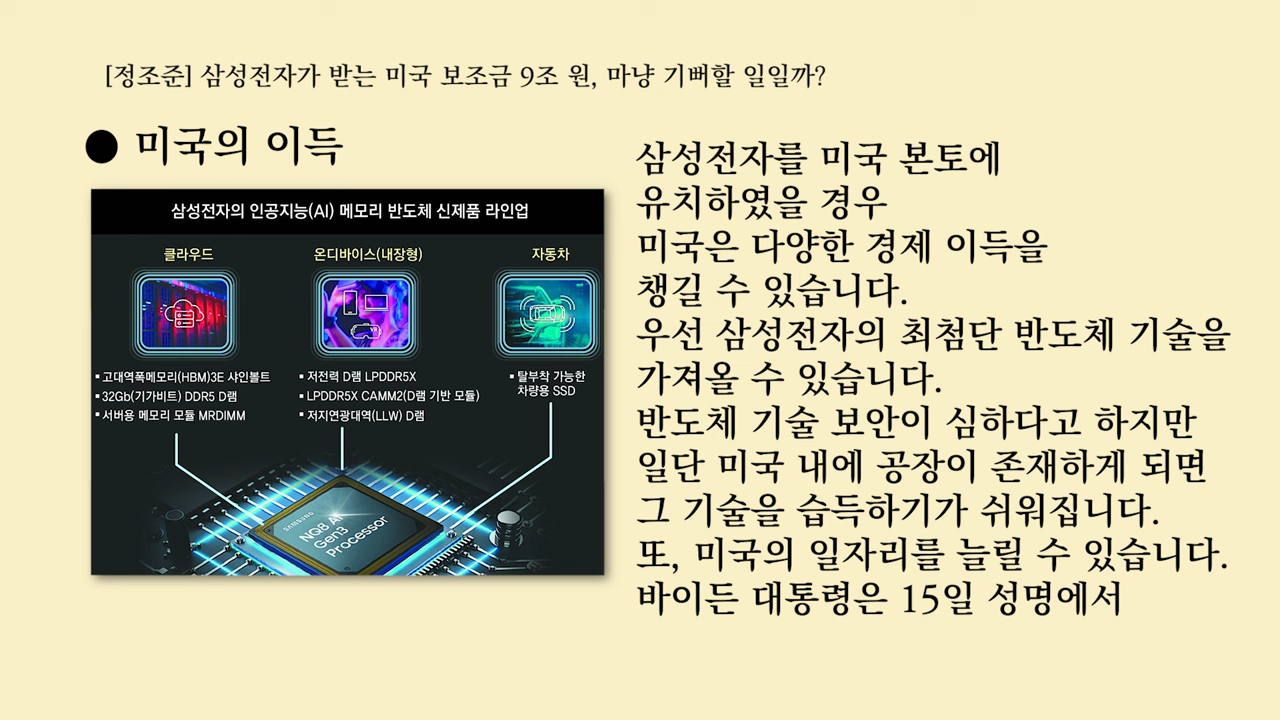 [정조준] 삼성전자가 받는 미국 보조금 9조 원, 마냥 기뻐할 일일까?
● 미국의 이득
삼성전자의 인공지능(AI) 메모리 반도체 신제품 라인업
클라우드
▪ 고대역폭메모리(HBM)3E 샤인볼트
▪ 32Gb(기가비트) DDR5 D램
▪ 서버용 메모리 모듈 MRDIMM
온디바이스(내장형)
▪ 저전력 D램 LPDDR5X
▪ LPDDR5X CAMM2(D램 기반 모듈)
▪ 저지연광대역(LLW) D램
자동차
▪ 탈부착 가능한
차량용 SSD
SAMSUNG
NQ8 AI
Gen3
Processor
삼성전자를 미국 본토에
유치하였을 경우
미국은 다양한 경제 이득을
챙길 수 있습니다.
우선 삼성전자의 최첨단 반도체 기술을
가져올 수 있습니다.
반도체 기술 보안이 심하다고 하지만
일단 미국 내에 공장이 존재하게 되면
그 기술을 습득하기가 쉬워집니다.
또, 미국의 일자리를 늘릴 수 있습니다.
바이든 대통령은 15일 성명에서